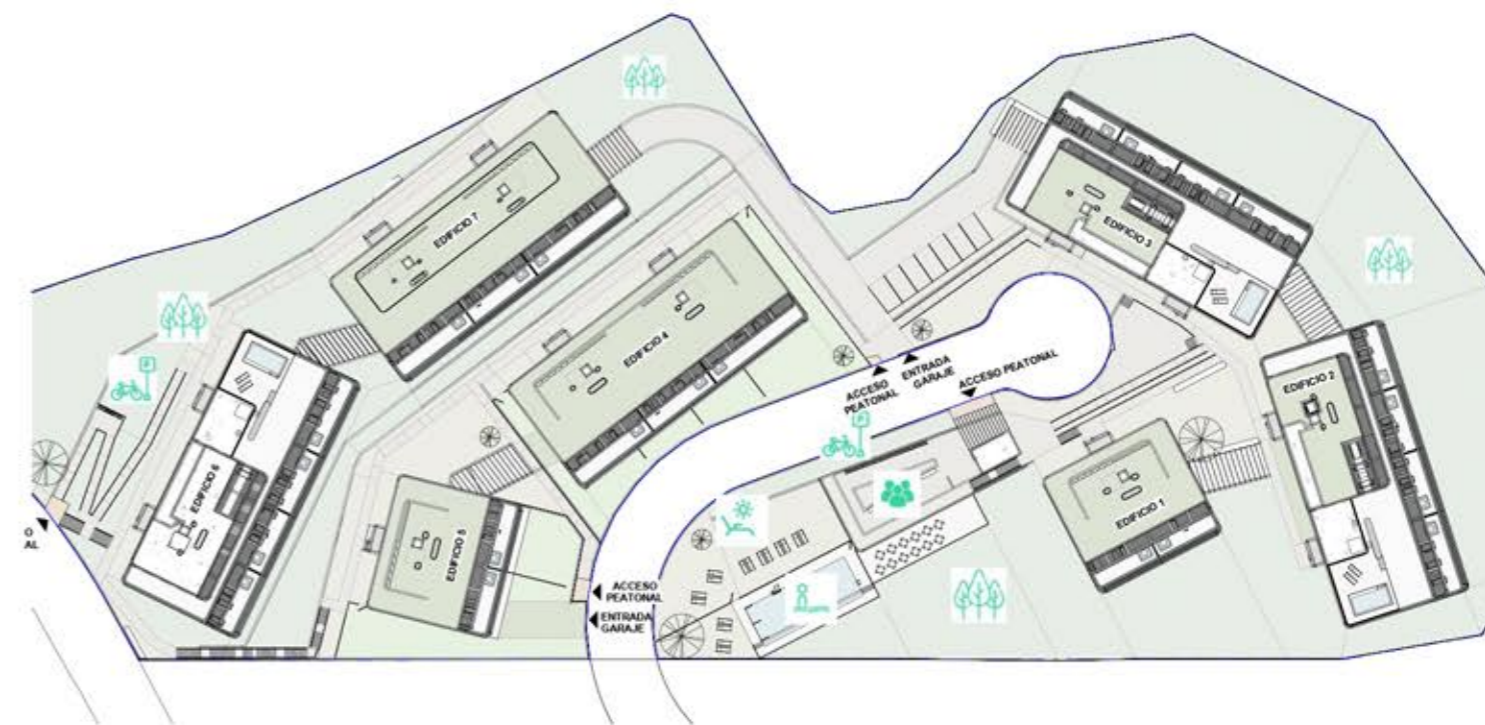 EDIFICIO 7
EDIFICIO 3
EDIFICIO 4
ACCESO
PEATONAL
ENTRADA
GARAJE
ACCESO PEATONAL
EDIFICIO 2
P
P
EDIFICIO 6
EDIFICIO 1
O
AL
EDIFICIO 5
ACCESO
PEATONAL
ENTRADA
GARAJE